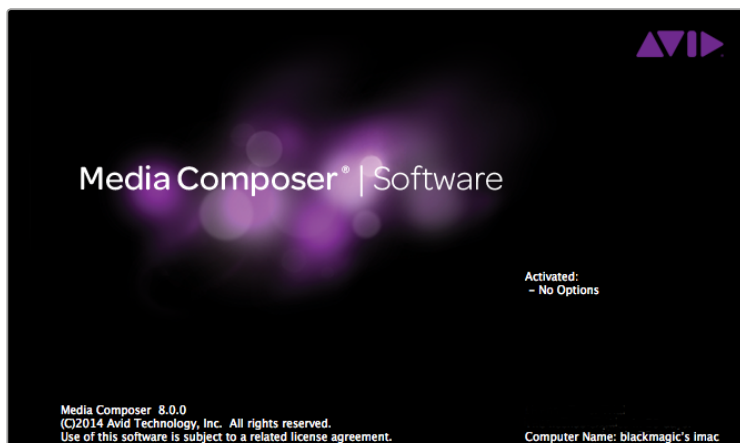 AVID
Media Composer® | Software
Activated:
- No Options
Media Composer 8.0.0
(C)2014 Avid Technology, Inc. All rights reserved.
Use of this software is subject to a related license agreement.
Computer Name: blackmagic's imac